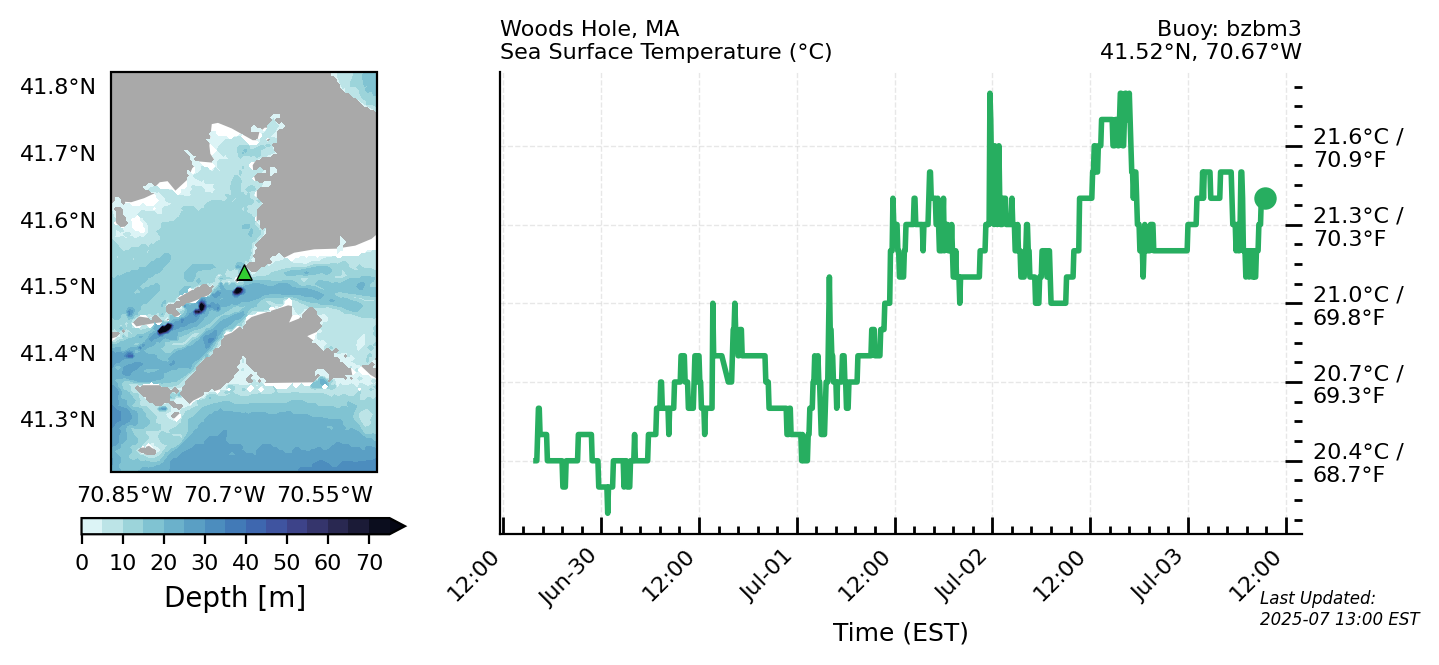 Woods Hole, MA
Sea Surface Temperature (°C)
Buoy: bzbm3
41.52°N, 70.67°W
41.8°N
41.7°N
41.6°N
41.5°N
41.4°N
41.3°N
70.85°W 70.7°W 70.55°W
0 10 20 30 40 50 60 70
Depth [m]
21.6°C /
70.9°F
21.3°C /
70.3°F
21.0°C /
69.8°F
20.7°C /
69.3°F
20.4°C /
68.7°F
12:00 Jun-30 12:00 Jul-01 12:00 Jul-02 12:00 Jul-03 12:00
Time (EST)
Last Updated:
2025-07 13:00 EST